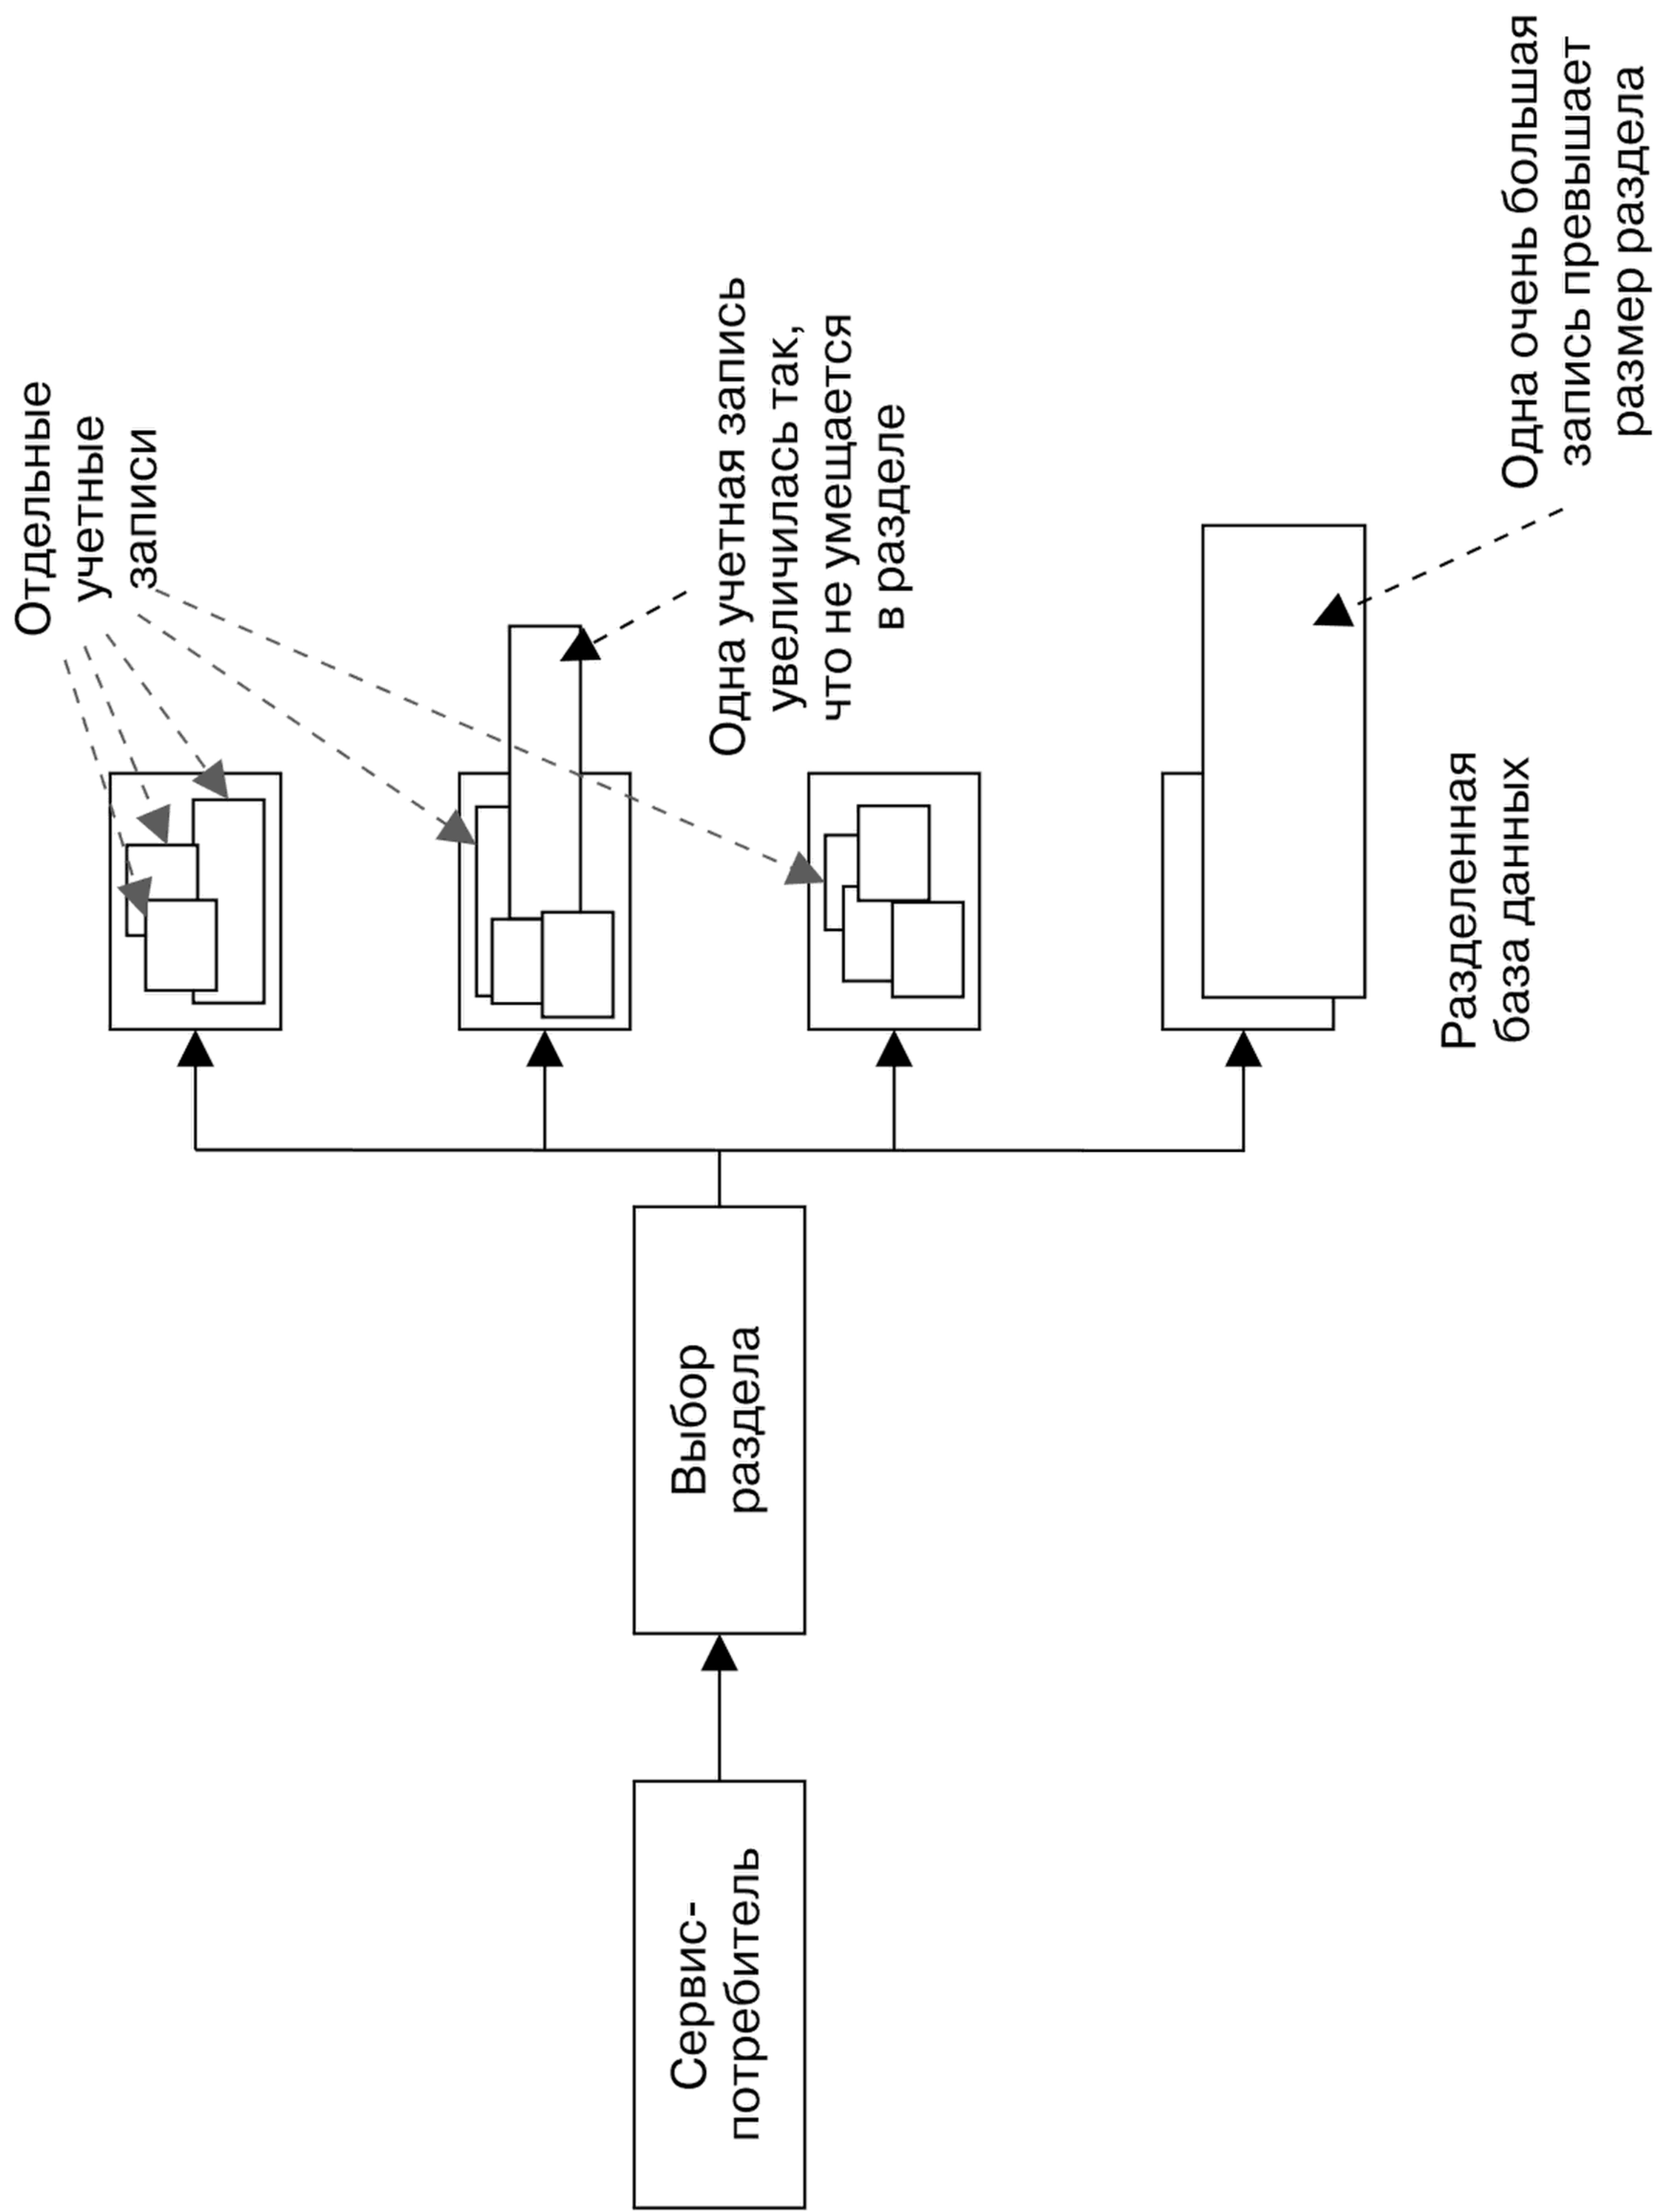 Отдельные
учетные
записи
Одна учетная запись
увеличилась так,
что не умещается
в разделе
Одна очень большая
запись превышает
размер раздела
Сервис-
потребитель
Выбор
раздела
Разделенная
база данных